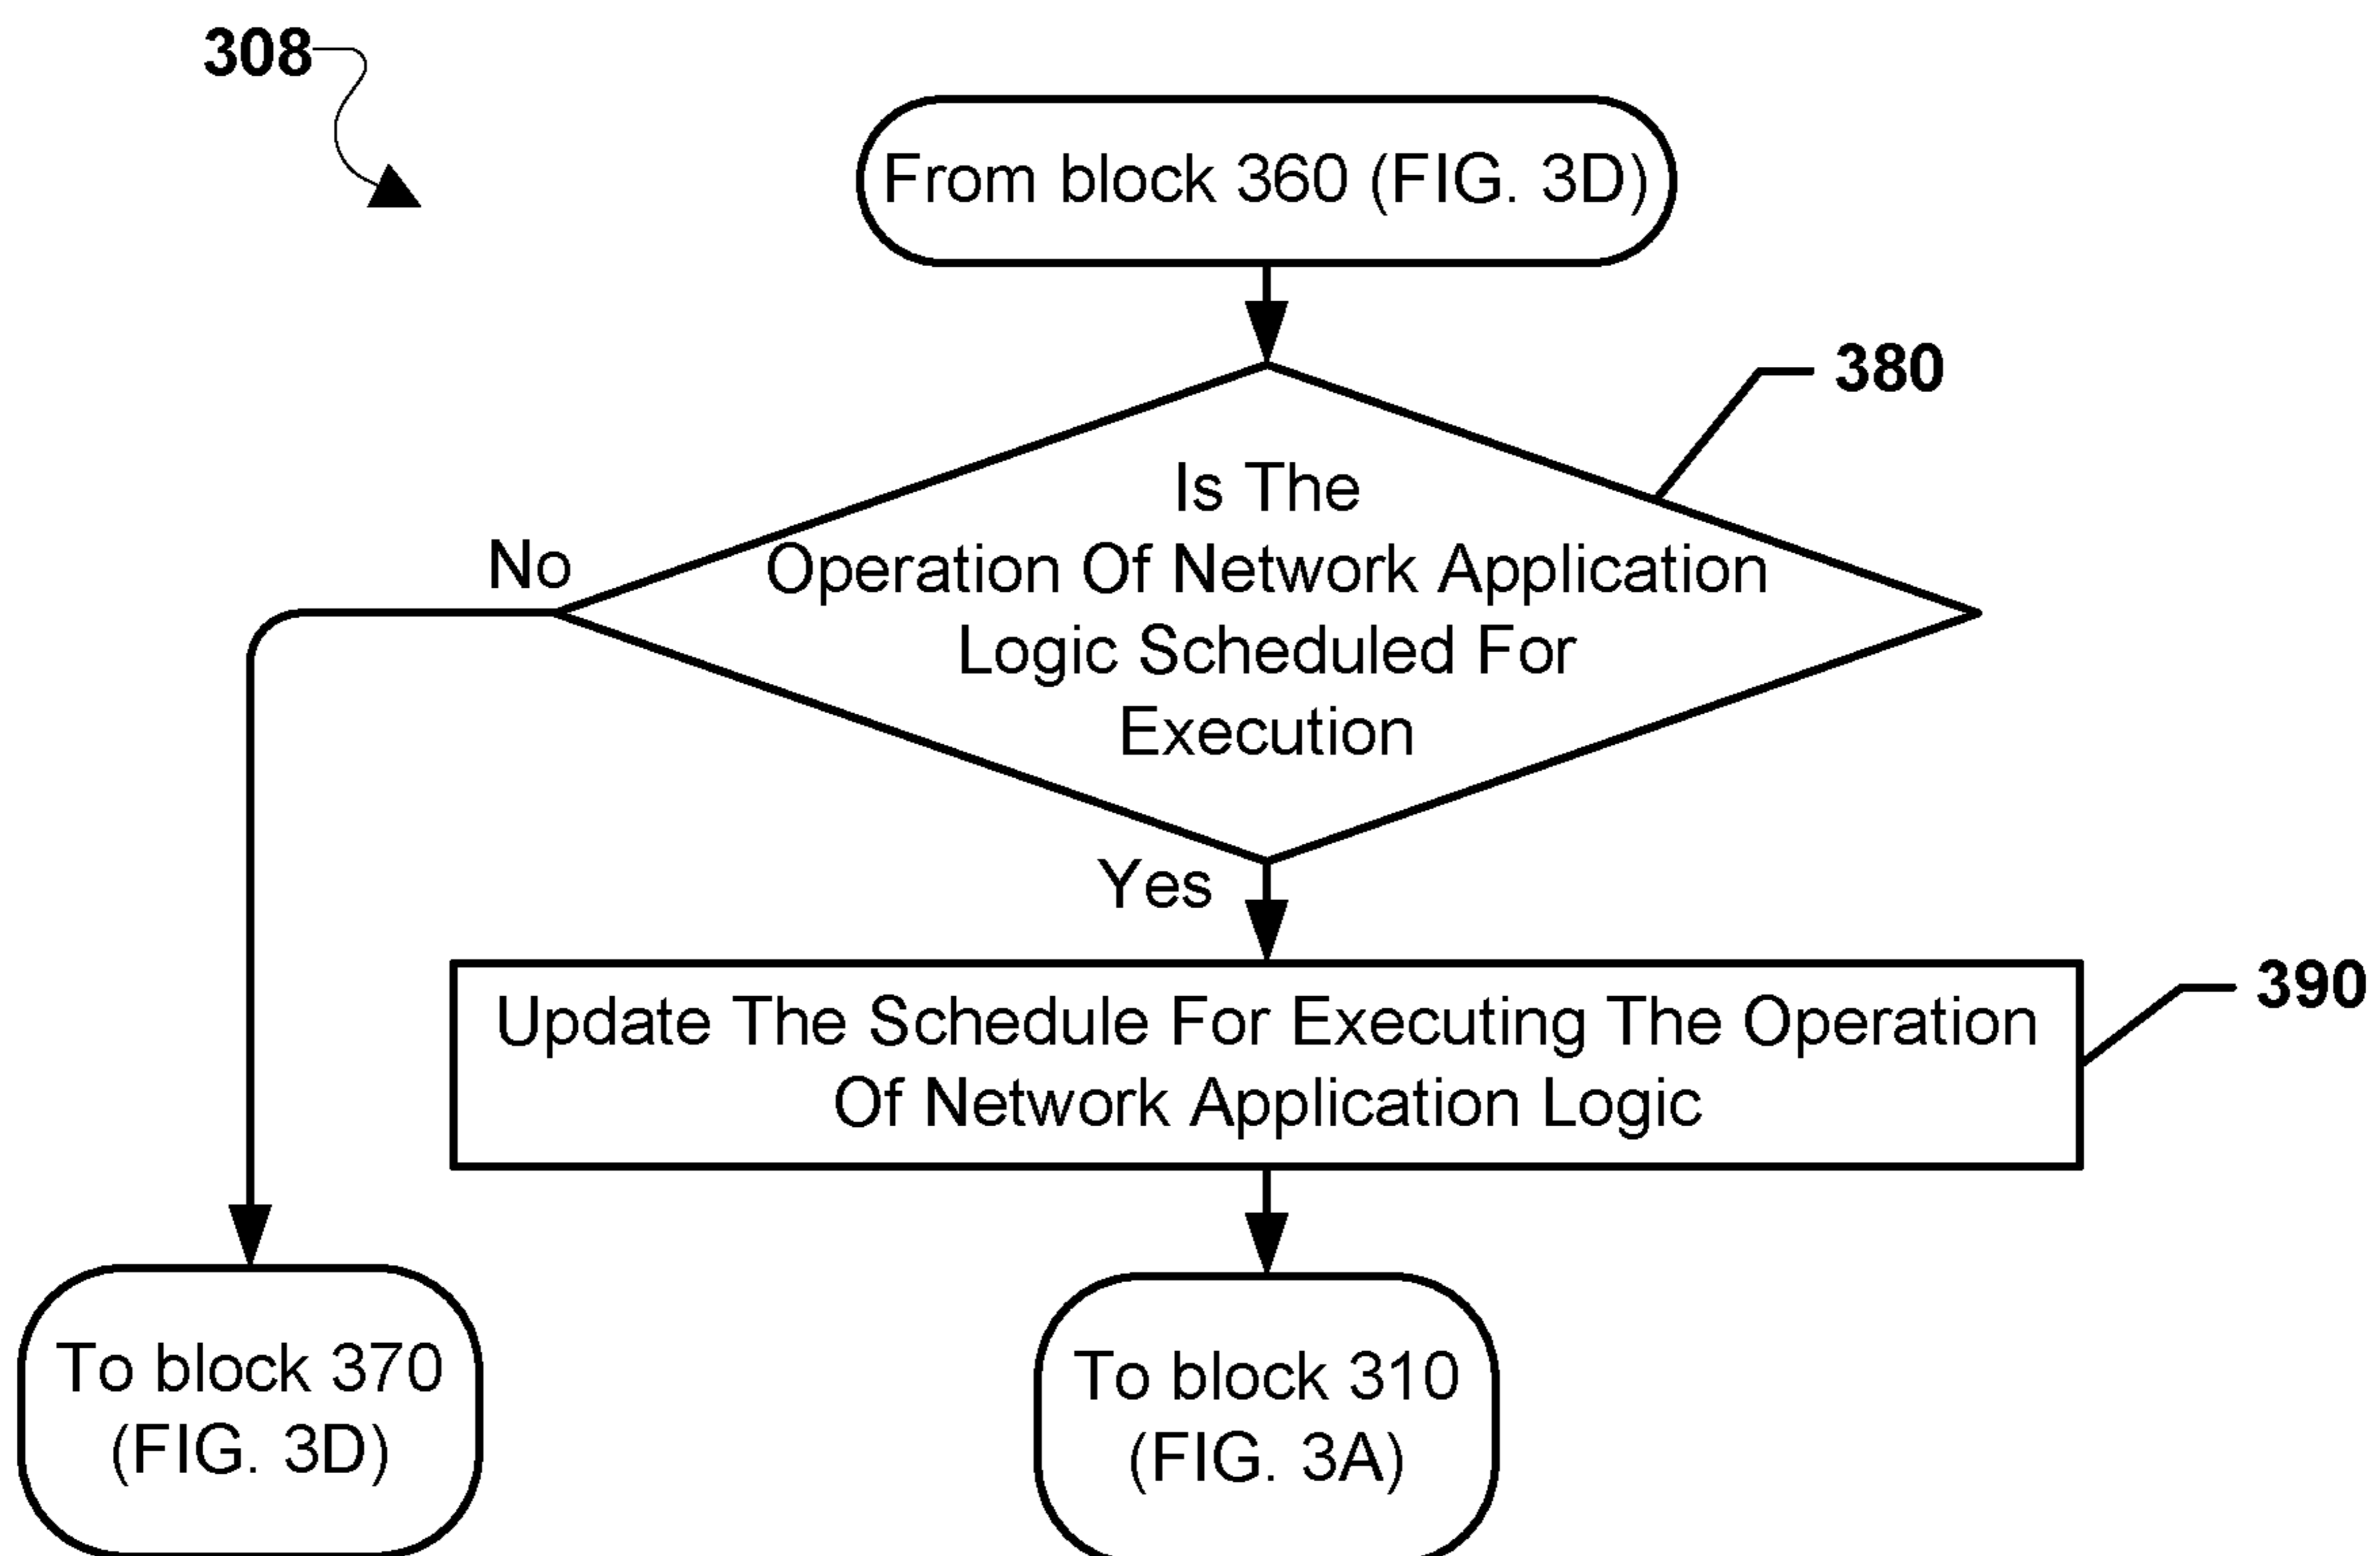 308
From block 360 (FIG. 3D)
380
Is The
Operation Of Network Application
Logic Scheduled For
Execution
No
Yes
390
Update The Schedule For Executing The Operation
Of Network Application Logic
To block 370
(FIG. 3D)
To block 310
(FIG. 3A)